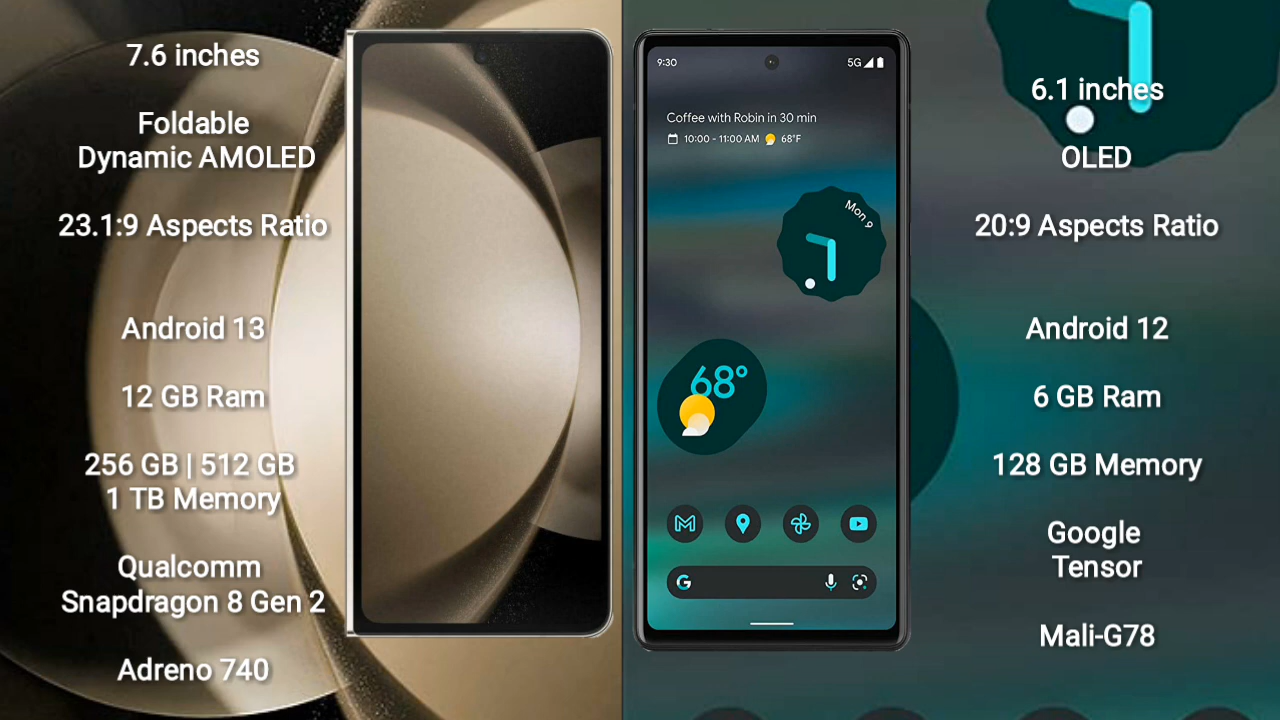 7.6 inches
Foldable
Dynamic AMOLED
23.1:9 Aspects Ratio
Android 13
12 GB Ram
256 GB | 512 GB
1 TB Memory
Qualcomm
Snapdragon 8 Gen 2
Adreno 740
9:30
5G
Coffee with Robin in 30 min
10:00 - 11:00 AM 68°F
Mon 9
68°
G
6.1 inches
OLED
20:9 Aspects Ratio
Android 12
6 GB Ram
128 GB Memory
Google
Tensor
Mali-G78